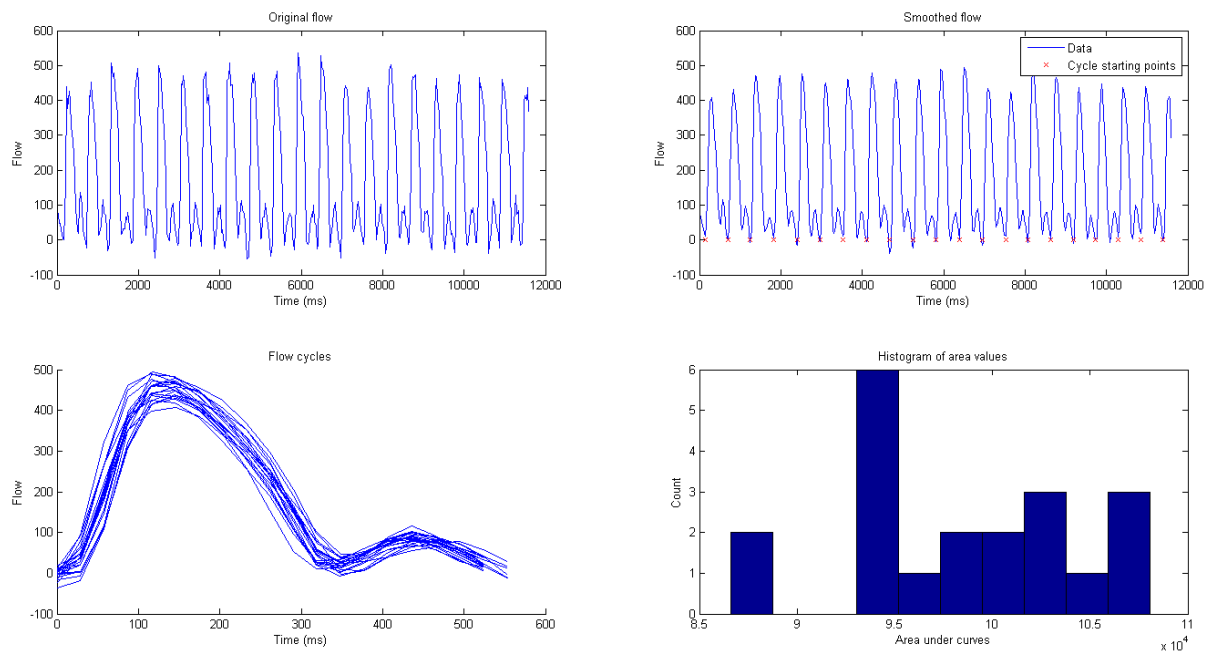 Original flow
600
500
400
300
200
100
0
-100
Flow
0 2000 4000 6000 8000 10000 12000
Time (ms)
Smoothed flow
Data
Cycle starting points
600
500
400
300
200
100
0
-100
Flow
0 2000 4000 6000 8000 10000 12000
Time (ms)
Flow cycles
500
400
300
200
100
0
-100
Flow
0 100 200 300 400 500 600
Time (ms)
Histogram of area values
6
5
4
3
2
1
0
Count
8.5 9 9.5 10 10.5 11
Area under curves
x 10^4